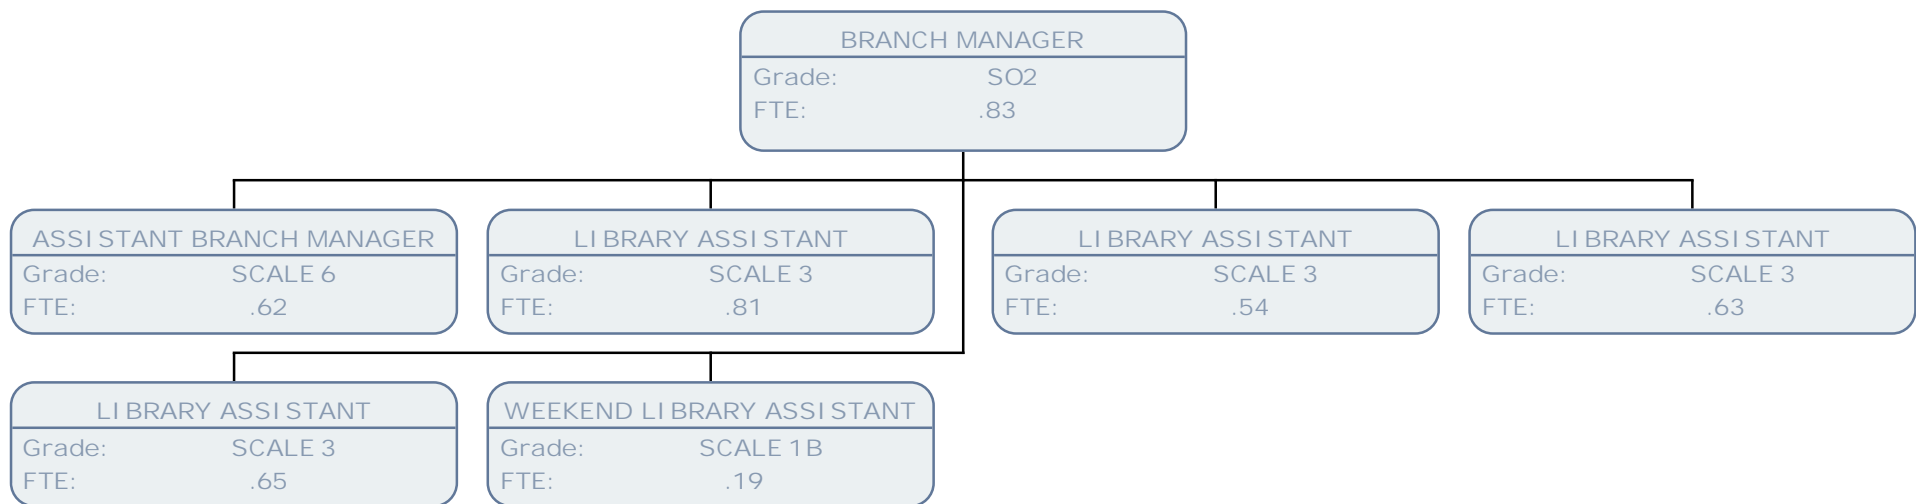 BRANCH MANAGER
Grade: SO2
FTE: .83
ASSISTANT BRANCH MANAGER
Grade: SCALE 6
FTE: .62
LIBRARY ASSISTANT
Grade: SCALE 3
FTE: .81
LIBRARY ASSISTANT
Grade: SCALE 3
FTE: .54
LIBRARY ASSISTANT
Grade: SCALE 3
FTE: .63
LIBRARY ASSISTANT
Grade: SCALE 3
FTE: .65
WEEKEND LIBRARY ASSISTANT
Grade: SCALE 1B
FTE: .19